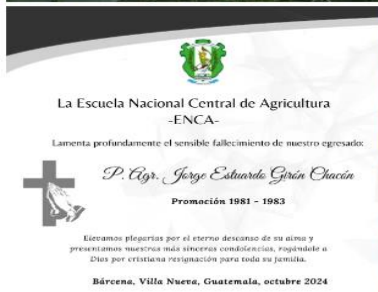 La Escuela Nacional Central de Agricultura
-ENCA-
Lamenta profundamente el sensible fallecimiento de nuestro egresado:
P. Agr. Jorge Estuardo Girón Chacón
Promoción 1981 - 1983
Elevamos plegarias por el eterno descanso de su alma y
presentamos nuestras más sinceras condolencias, rogándole a
Dios por cristiana resignación para toda su familia.
Bárcena, Villa Nueva, Guatemala, octubre 2024